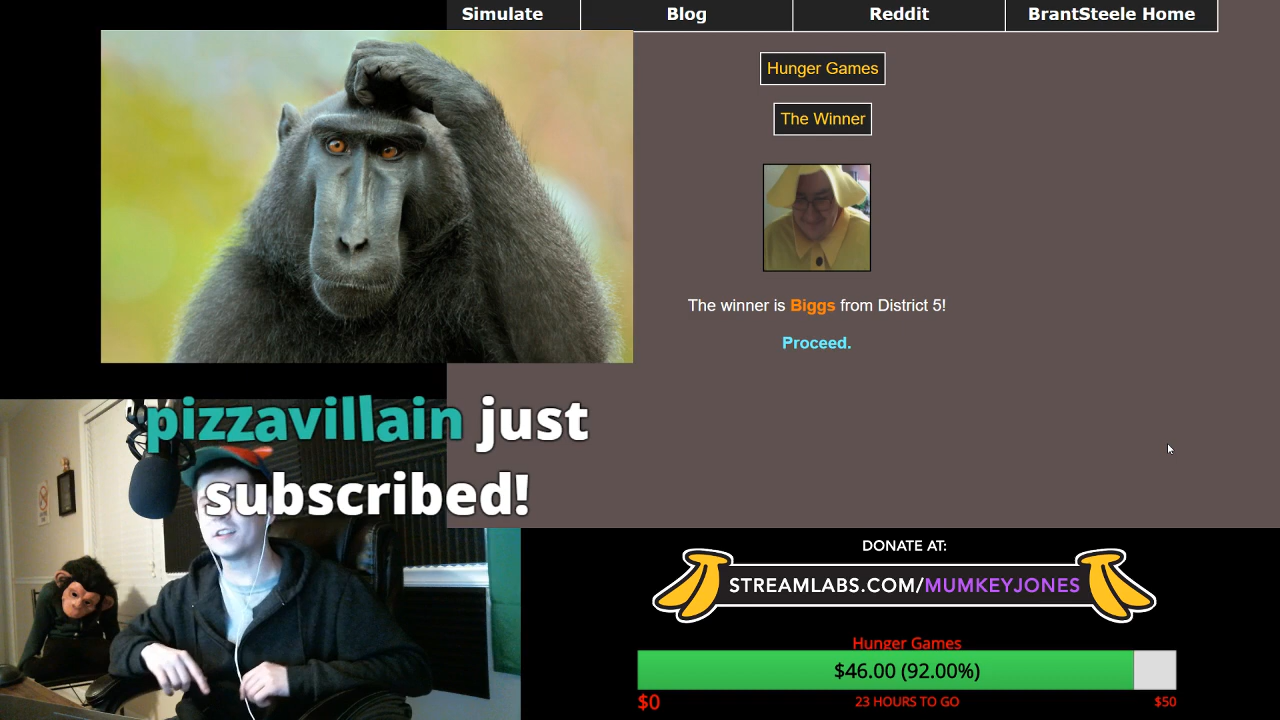 Simulate
Blog
Reddit
BrantSteele Home
Hunger Games
The Winner
The winner is Biggs from District 5!
Proceed.
pizzavillain just
subscribed!
DONATE AT:
STREAMLABS.COM/MUMKEYJONES
Hunger Games
$46.00 (92.00%)
$0
23 HOURS TO GO
$50